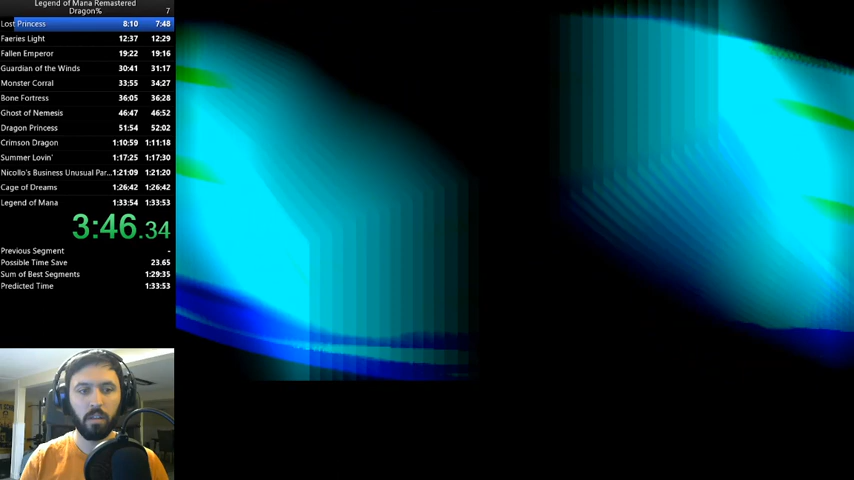 Legend of Mana Remastered
Dragon% 7
Lost Princess 8:10 7:48
Faeries Light 12:37 12:29
Fallen Emperor 19:22 19:16
Guardian of the Winds 30:41 31:17
Monster Corral 33:55 34:27
Bone Fortress 36:05 36:28
Ghost of Nemesis 46:47 46:52
Dragon Princess 51:54 52:02
Crimson Dragon 1:10:59 1:11:18
Summer Lovin' 1:17:25 1:17:30
Nicollo's Business Unusual Par... 1:21:09 1:21:20
Cage of Dreams 1:26:42 1:26:42
Legend of Mana 1:33:54 1:33:53
3:46.34
Previous Segment -
Possible Time Save 23.65
Sum of Best Segments 1:29:35
Predicted Time 1:33:53